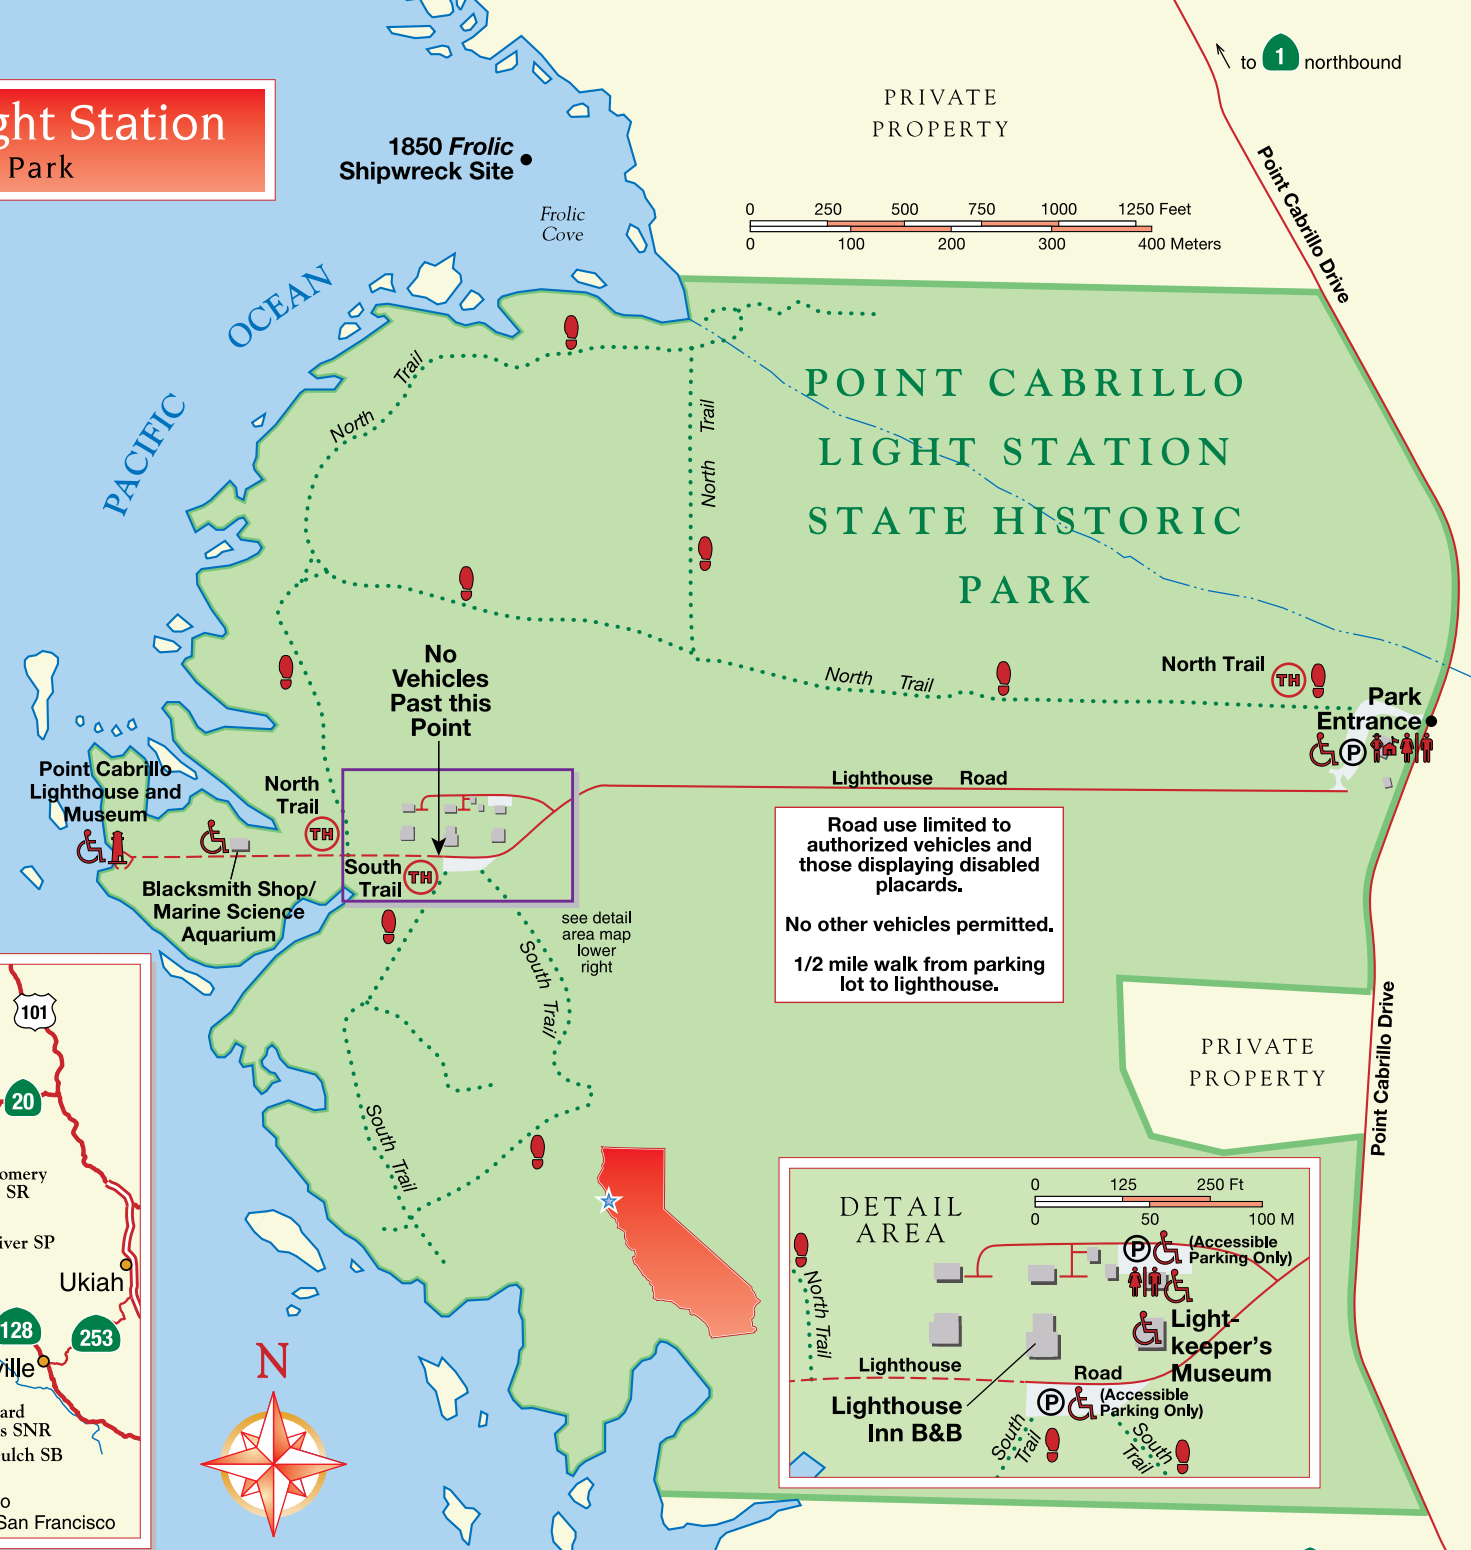 ght Station
Park
to 1 northbound
PRIVATE
PROPERTY
1850 Frolic
Shipwreck Site
Frolic
Cove
0 250 500 750 1000 1250 Feet
0 100 200 300 400 Meters
Point Cabrillo Drive
PACIFIC OCEAN
North Trail
North Trail
POINT CABRILLO
LIGHT STATION
STATE HISTORIC
PARK
No
Vehicles
Past this
Point
North Trail
North Trail
TH
Park
Entrance
P
Point Cabrillo
Lighthouse and
Museum
North
Trail
TH
Lighthouse Road
South
Trail
TH
Blacksmith Shop/
Marine Science
Aquarium
see detail
area map
lower
right
Road use limited to
authorized vehicles and
those displaying disabled
placards.
No other vehicles permitted.
1/2 mile walk from parking
lot to lighthouse.
South Trail
South Trail
PRIVATE
PROPERTY
Point Cabrillo Drive
101
20
omery
SR
iver SP
Ukiah
128
253
ville
ard
s SNR
ulch SB
o
San Francisco
N
DETAIL
AREA
0 125 250 Ft
0 50 100 M
P
(Accessible
Parking Only)
North Trail
Light-
keeper's
Museum
Lighthouse Road
P
(Accessible
Parking Only)
Lighthouse
Inn B&B
South
Trail
South
Trail